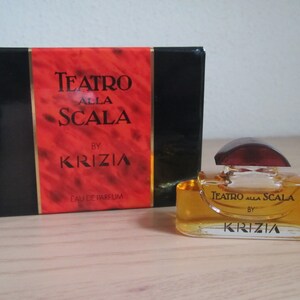 TEATRO
ALLA
SCALA
BY
KRIZIA
EAU DE PARFUM
TEATRO ALLA SCALA
BY
KRIZIA